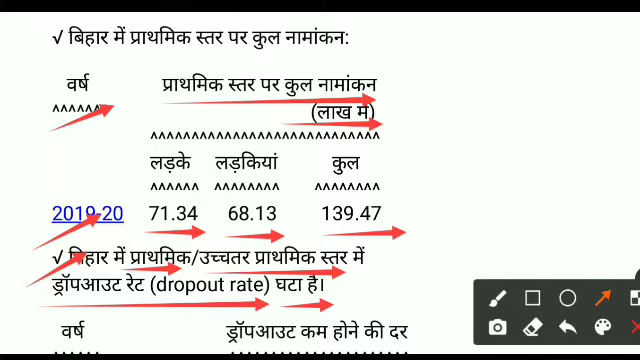 √ बिहार में प्राथमिक स्तर पर कुल नामांकन:
वर्ष प्राथमिक स्तर पर कुल नामांकन
^^^^^^ (लाख में)
^^^^^^^^^^^^^^^^^^^^^^^^^^^^
लड़के लड़कियां कुल
^^^^^^ ^^^^^^^^ ^^^^^^^^
2019-20 71.34 68.13 139.47
√ बिहार में प्राथमिक/उच्चतर प्राथमिक स्तर में
ड्रॉपआउट रेट (dropout rate) घटा है।
वर्ष ड्रॉपआउट कम होने की दर